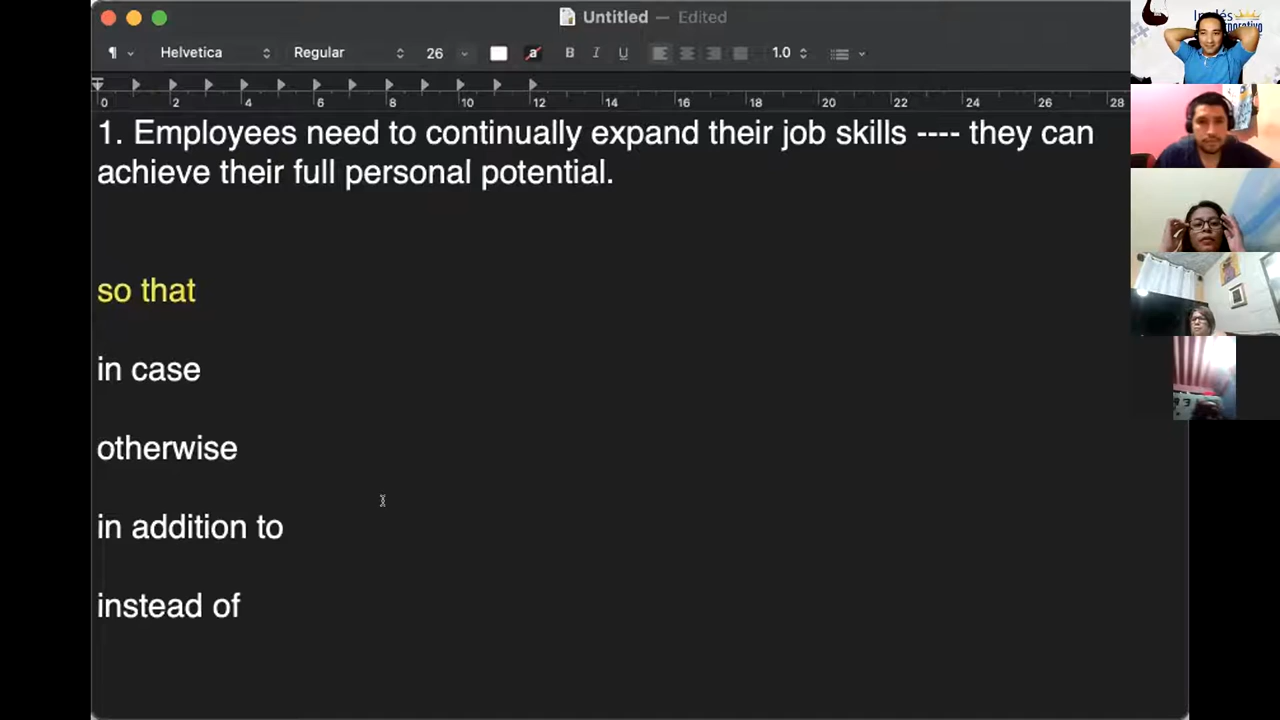 Untitled — Edited
¶ Helvetica Regular 26 a B I U 1.0
0 2 4 6 8 10 12 14 16 18 20 22 24 26 28
1. Employees need to continually expand their job skills ---- they can
achieve their full personal potential.
so that
in case
otherwise
in addition to
instead of